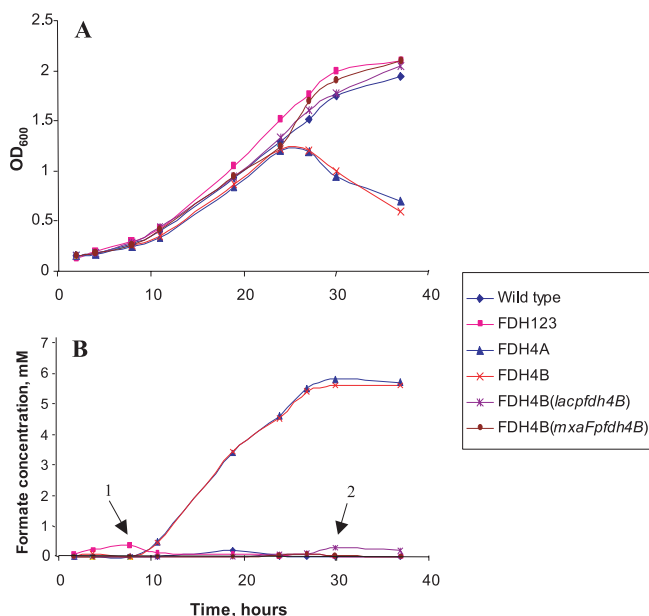 A
2.5
2
1.5
1
0.5
0
OD600
0 10 20 30 40
Wild type
FDH123
FDH4A
FDH4B
FDH4B(lacpfdh4B)
FDH4B(mxaFpfdh4B)
B
7
6
5
4
3
2
1
0
Formate concentration, mM
1
2
0 10 20 30 40
Time, hours